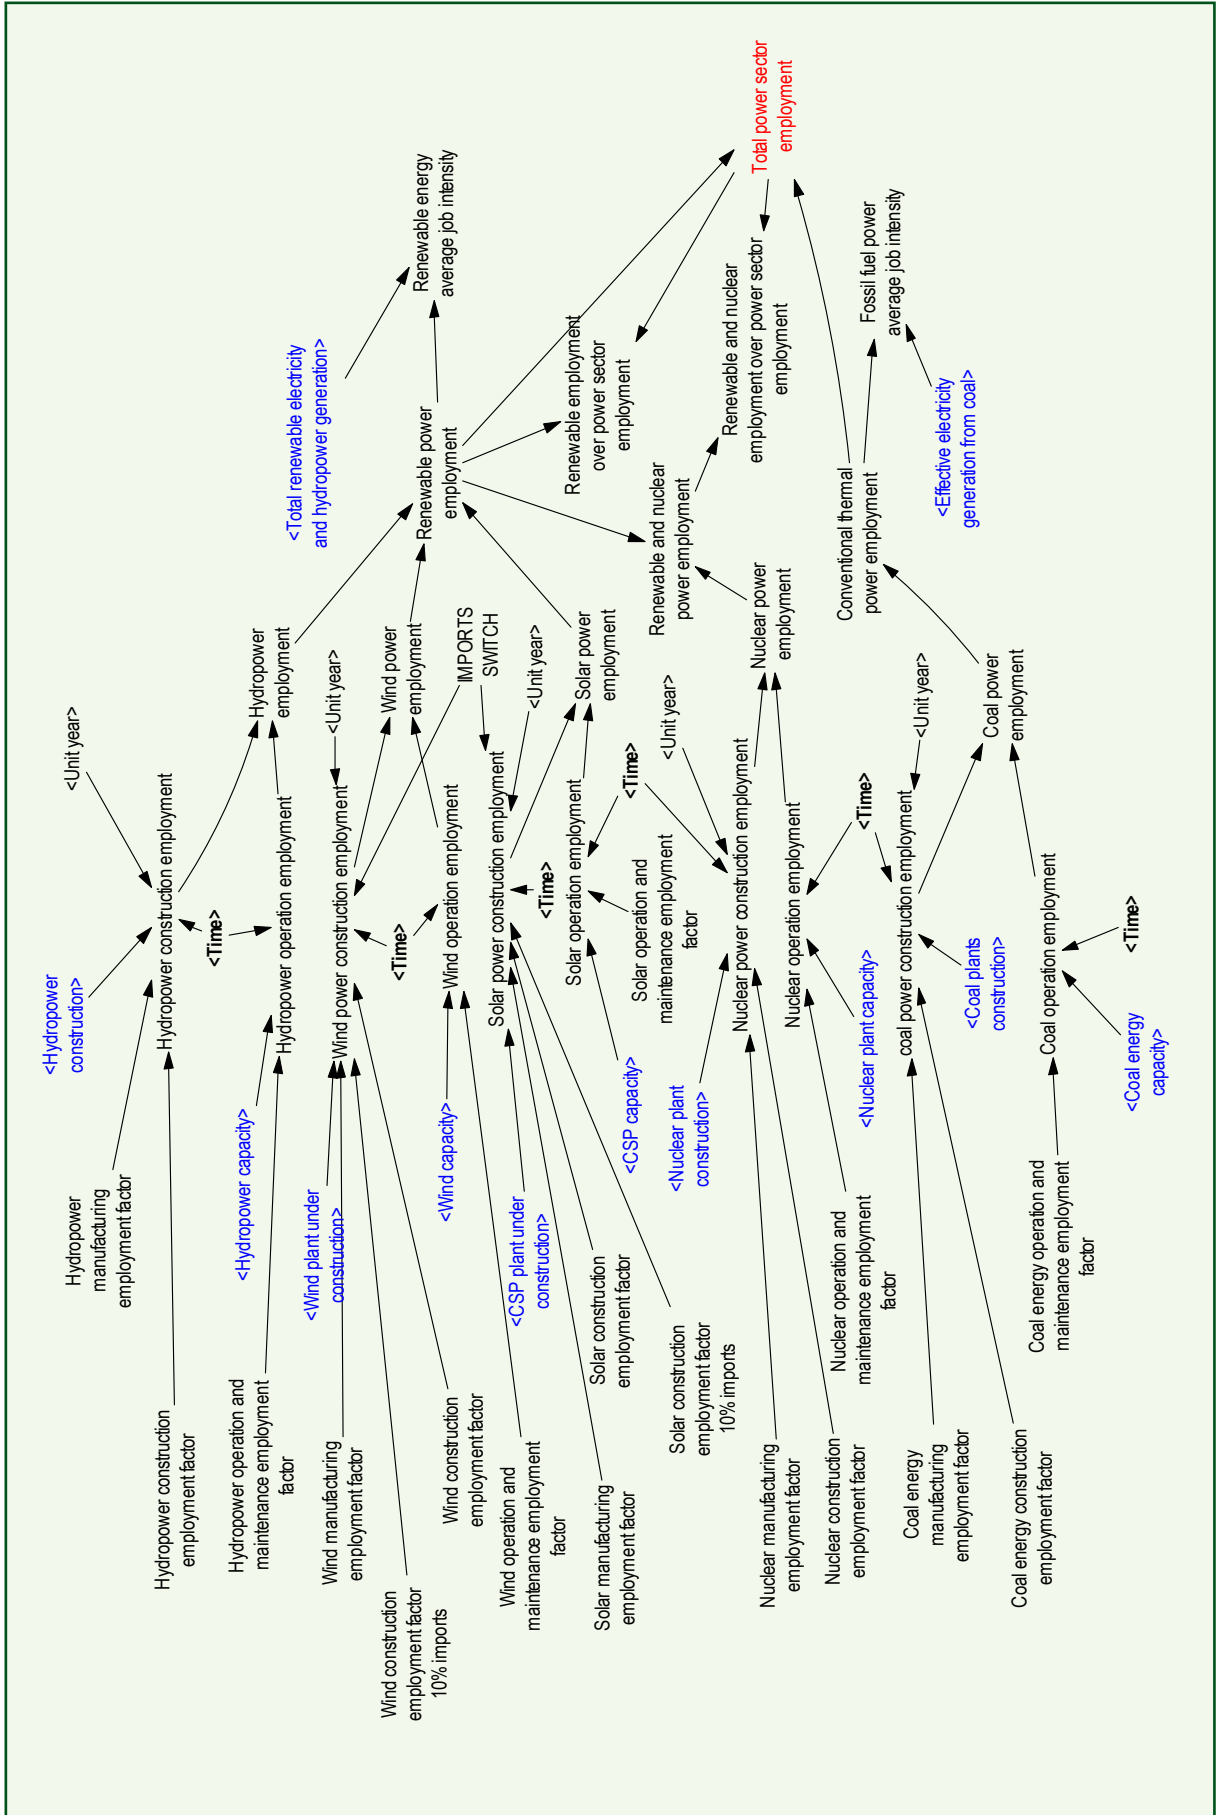 <Hydropower
construction>
<Unit year>
Hydropower
manufacturing
employment factor
Hydropower construction employment
Hydropower construction
employment factor
<Time>
Hydropower
employment
<Hydropower capacity>
Hydropower operation employment
Hydropower operation and
maintenance employment
factor
<Total renewable electricity
and hydropower generation>
Renewable energy
average job intensity
<Wind plant under
construction>
Wind power construction employment
<Unit year>
Wind manufacturing
employment factor
Wind construction
employment factor
10% imports
Wind power
employment
<Time>
Renewable power
employment
Wind construction
employment factor
<Wind capacity>
Wind operation employment
IMPORTS
SWITCH
Wind operation and
maintenance employment
factor
<CSP plant under
construction>
Solar power construction employment
<Unit year>
<Time>
Solar manufacturing
employment factor
Solar construction
employment factor
Solar operation employment
Solar power
employment
Renewable employment
over power sector
employment
<CSP capacity>
Solar operation and
maintenance employment
factor
<Time>
Solar construction
employment factor
10% imports
<Nuclear plant
construction>
<Unit year>
Renewable and nuclear
power employment
Nuclear power construction employment
Renewable and nuclear
employment over power sector
employment
Total power sector
employment
Nuclear manufacturing
employment factor
Nuclear power
employment
Nuclear operation employment
Nuclear construction
employment factor
Nuclear operation and
maintenance employment
factor
<Nuclear plant capacity>
<Time>
Conventional thermal
power employment
Fossil fuel power
average job intensity
coal power construction employment
<Unit year>
Coal energy
manufacturing
employment factor
<Effective electricity
generation from coal>
<Coal plants
construction>
Coal power
employment
Coal energy construction
employment factor
Coal energy operation and
maintenance employment
factor
Coal operation employment
<Coal energy
capacity>
<Time>